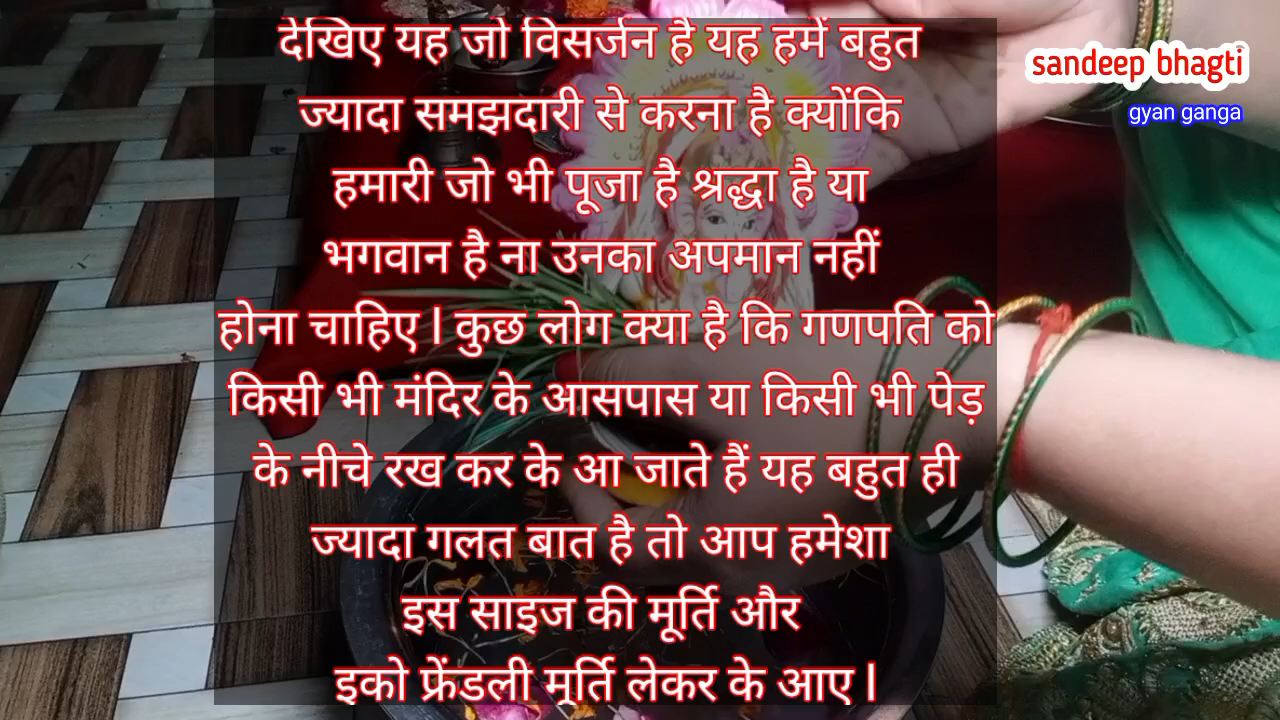 देखिए यह जो विसर्जन है यह हमें बहुत
ज्यादा समझदारी से करना है क्योंकि
हमारी जो भी पूजा है श्रद्धा है या
भगवान है ना उनका अपमान नहीं
होना चाहिए l कुछ लोग क्या है कि गणपति को
किसी भी मंदिर के आसपास या किसी भी पेड़
के नीचे रख कर के आ जाते हैं यह बहुत ही
ज्यादा गलत बात है तो आप हमेशा
इस साइज की मूर्ति और
इको फ्रेंडली मूर्ति लेकर के आए l
sandeep bhagti
gyan ganga